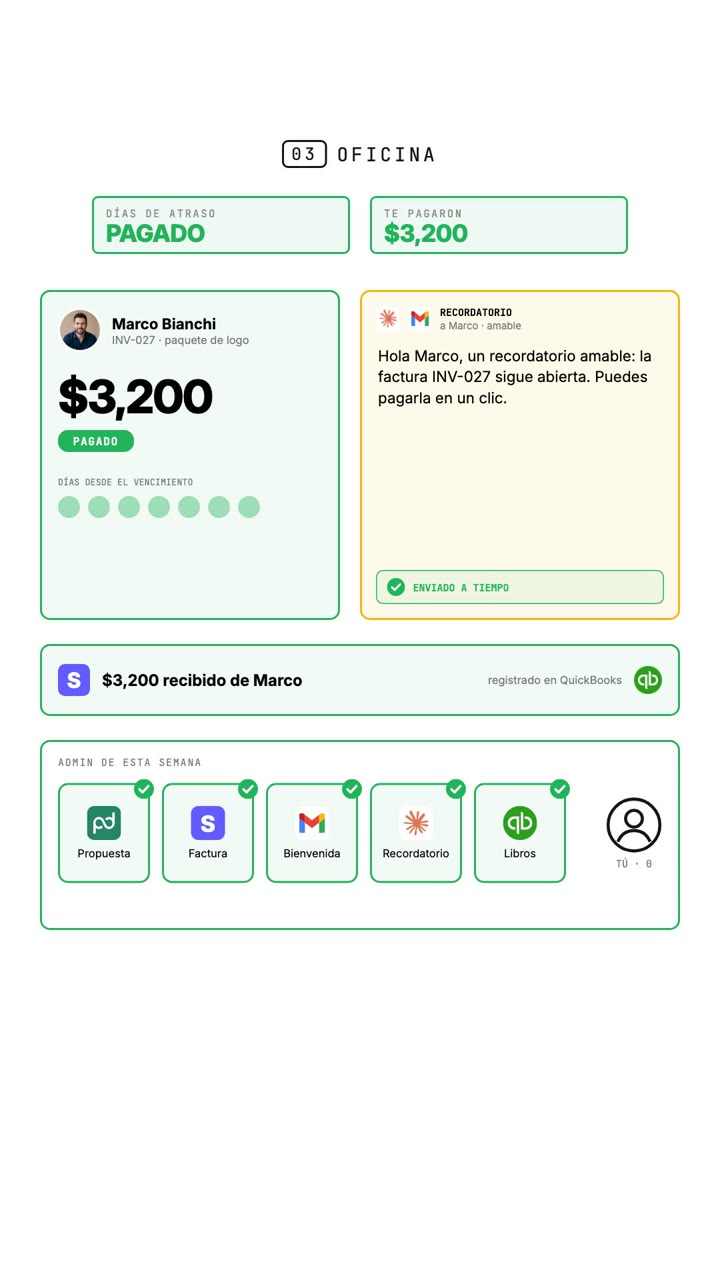 03 OFICINA
DÍAS DE ATRASO
PAGADO
TE PAGARON
$3,200
Marco Bianchi
INV-027 · paquete de logo
$3,200
PAGADO
DÍAS DESDE EL VENCIMIENTO
RECORDATORIO
a Marco · amable
Hola Marco, un recordatorio amable: la
factura INV-027 sigue abierta. Puedes
pagarla en un clic.
ENVIADO A TIEMPO
S
$3,200 recibido de Marco
registrado en QuickBooks
qb
ADMIN DE ESTA SEMANA
pd
Propuesta
S
Factura
Bienvenida
Recordatorio
qb
Libros
TÚ · 0